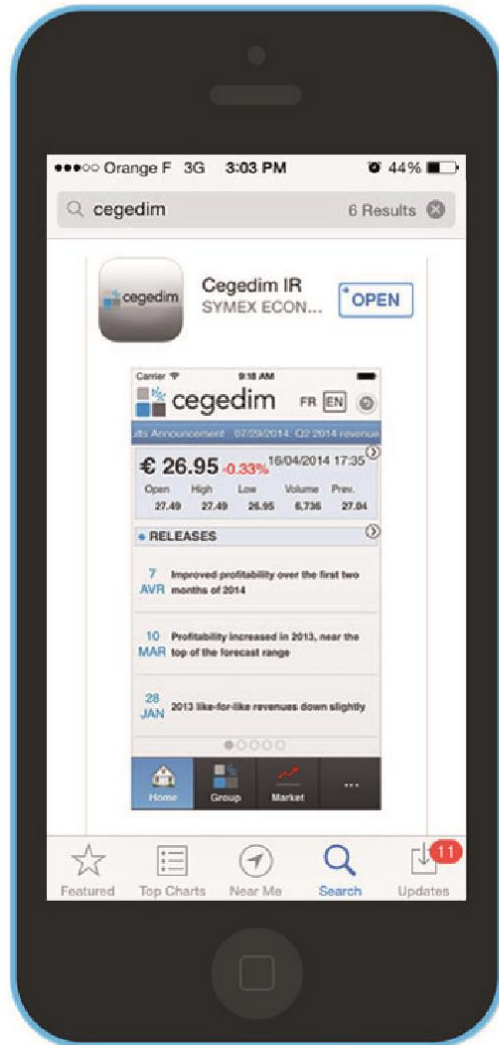 ●●●○○ Orange F 3G 3:03 PM 44%
cegedim 6 Results
cegedim
Cegedim IR
SYMEX ECON...
+OPEN
Carrier 9:18 AM
cegedim FR EN
lts Announcement 07/29/2014: Q2 2014 revenue
€ 26.95 -0.33% 16/04/2014 17:35
Open High Low Volume Prev.
27.49 27.49 26.95 6,736 27.04
RELEASES
7 AVR Improved profitability over the first two
months of 2014
10 MAR Profitability increased in 2013, near the
top of the forecast range
28 JAN 2013 like-for-like revenues down slightly
Home Group Market ...
11
Featured Top Charts Near Me Search Updates